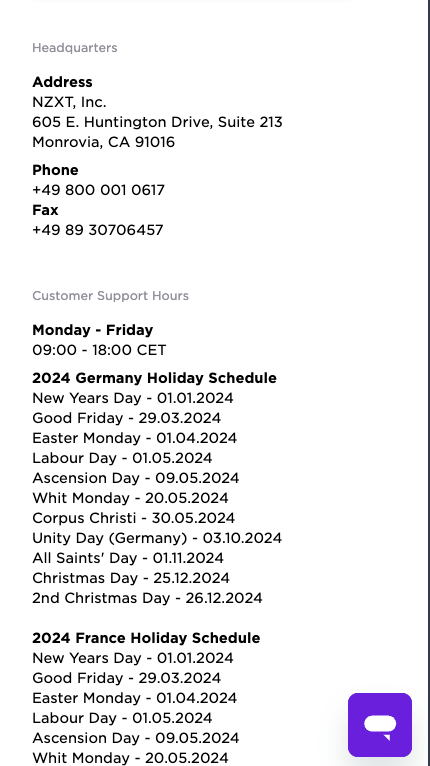 Headquarters
Address
NZXT, Inc.
605 E. Huntington Drive, Suite 213
Monrovia, CA 91016
Phone
+49 800 001 0617
Fax
+49 89 30706457
Customer Support Hours
Monday - Friday
09:00 - 18:00 CET
2024 Germany Holiday Schedule
New Years Day - 01.01.2024
Good Friday - 29.03.2024
Easter Monday - 01.04.2024
Labour Day - 01.05.2024
Ascension Day - 09.05.2024
Whit Monday - 20.05.2024
Corpus Christi - 30.05.2024
Unity Day (Germany) - 03.10.2024
All Saints' Day - 01.11.2024
Christmas Day - 25.12.2024
2nd Christmas Day - 26.12.2024
2024 France Holiday Schedule
New Years Day - 01.01.2024
Good Friday - 29.03.2024
Easter Monday - 01.04.2024
Labour Day - 01.05.2024
Ascension Day - 09.05.2024
Whit Monday - 20.05.2024